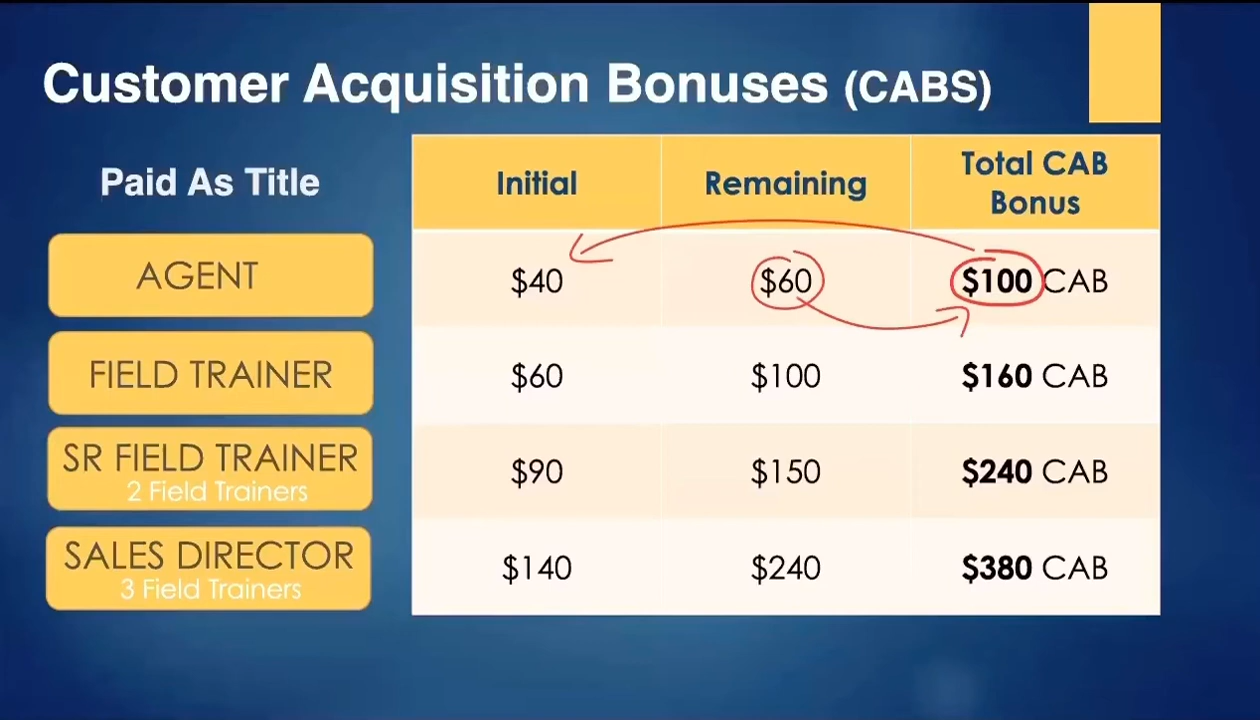 Customer Acquisition Bonuses (CABS)
Paid As Title
Initial
Remaining
Total CAB
Bonus
AGENT
$40
$60
$100 CAB
FIELD TRAINER
$60
$100
$160 CAB
SR FIELD TRAINER
2 Field Trainers
$90
$150
$240 CAB
SALES DIRECTOR
3 Field Trainers
$140
$240
$380 CAB